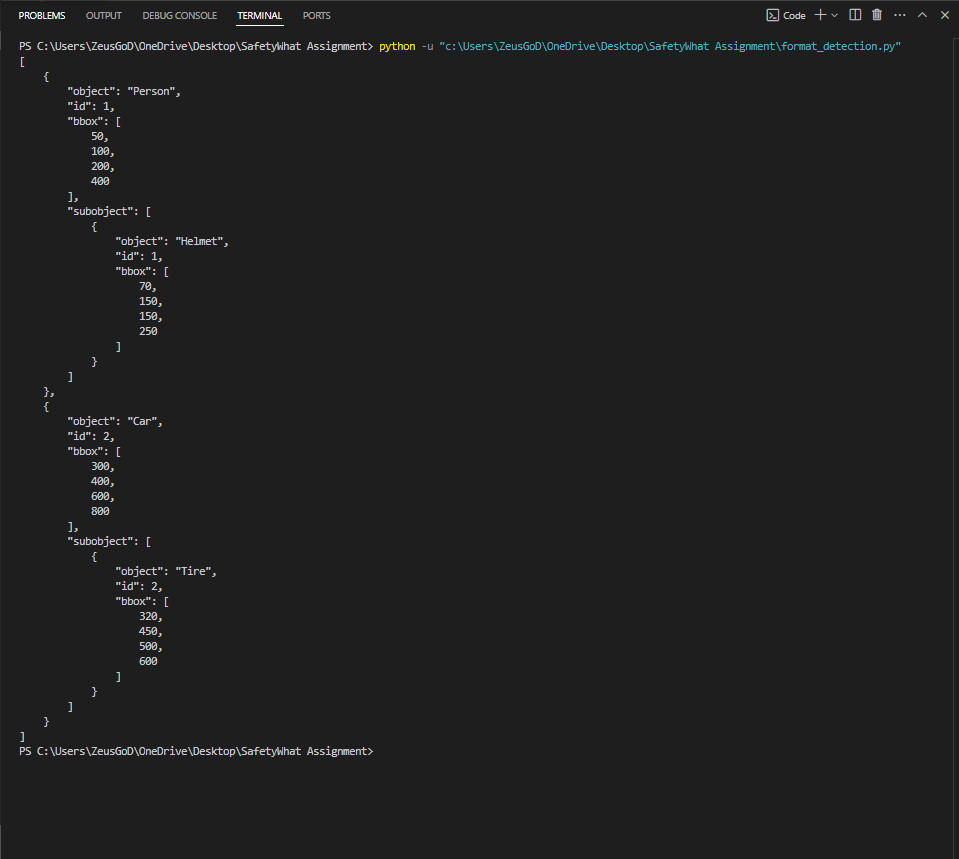 PROBLEMS OUTPUT DEBUG CONSOLE TERMINAL PORTS Code
PS C:\Users\ZeusGoD\OneDrive\Desktop\SafetyWhat Assignment> python -u "c:\Users\ZeusGoD\OneDrive\Desktop\SafetyWhat Assignment\format_detection.py"
[
    {
        "object": "Person",
        "id": 1,
        "bbox": [
            50,
            100,
            200,
            400
        ],
        "subobject": [
            {
                "object": "Helmet",
                "id": 1,
                "bbox": [
                    70,
                    150,
                    150,
                    250
                ]
            }
        ]
    },
    {
        "object": "Car",
        "id": 2,
        "bbox": [
            300,
            400,
            600,
            800
        ],
        "subobject": [
            {
                "object": "Tire",
                "id": 2,
                "bbox": [
                    320,
                    450,
                    500,
                    600
                ]
            }
        ]
    }
]
PS C:\Users\ZeusGoD\OneDrive\Desktop\SafetyWhat Assignment>